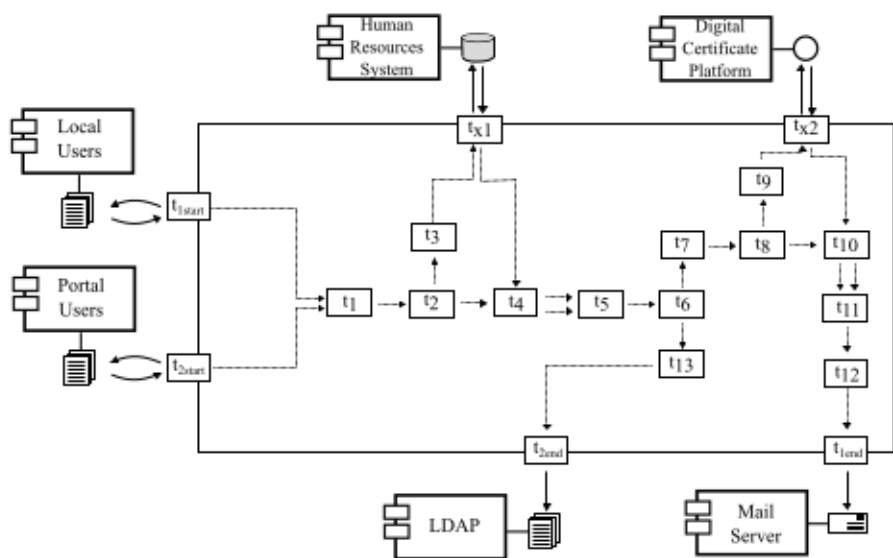 Human
Resources
System
Digital
Certificate
Platform
Local
Users
tx1
tx2
t9
t1start
t3
t7
t8
t10
Portal
Users
t1
t2
t4
t5
t6
t11
t2start
t13
t12
t2end
t1end
LDAP
Mail
Server